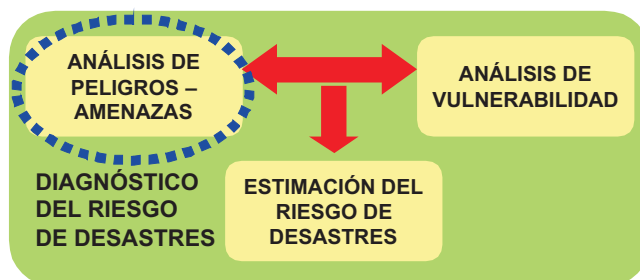 ANÁLISIS DE
PELIGROS –
AMENAZAS
ANÁLISIS DE
VULNERABILIDAD
DIAGNÓSTICO
DEL RIESGO
DE DESASTRES
ESTIMACIÓN DEL
RIESGO DE
DESASTRES